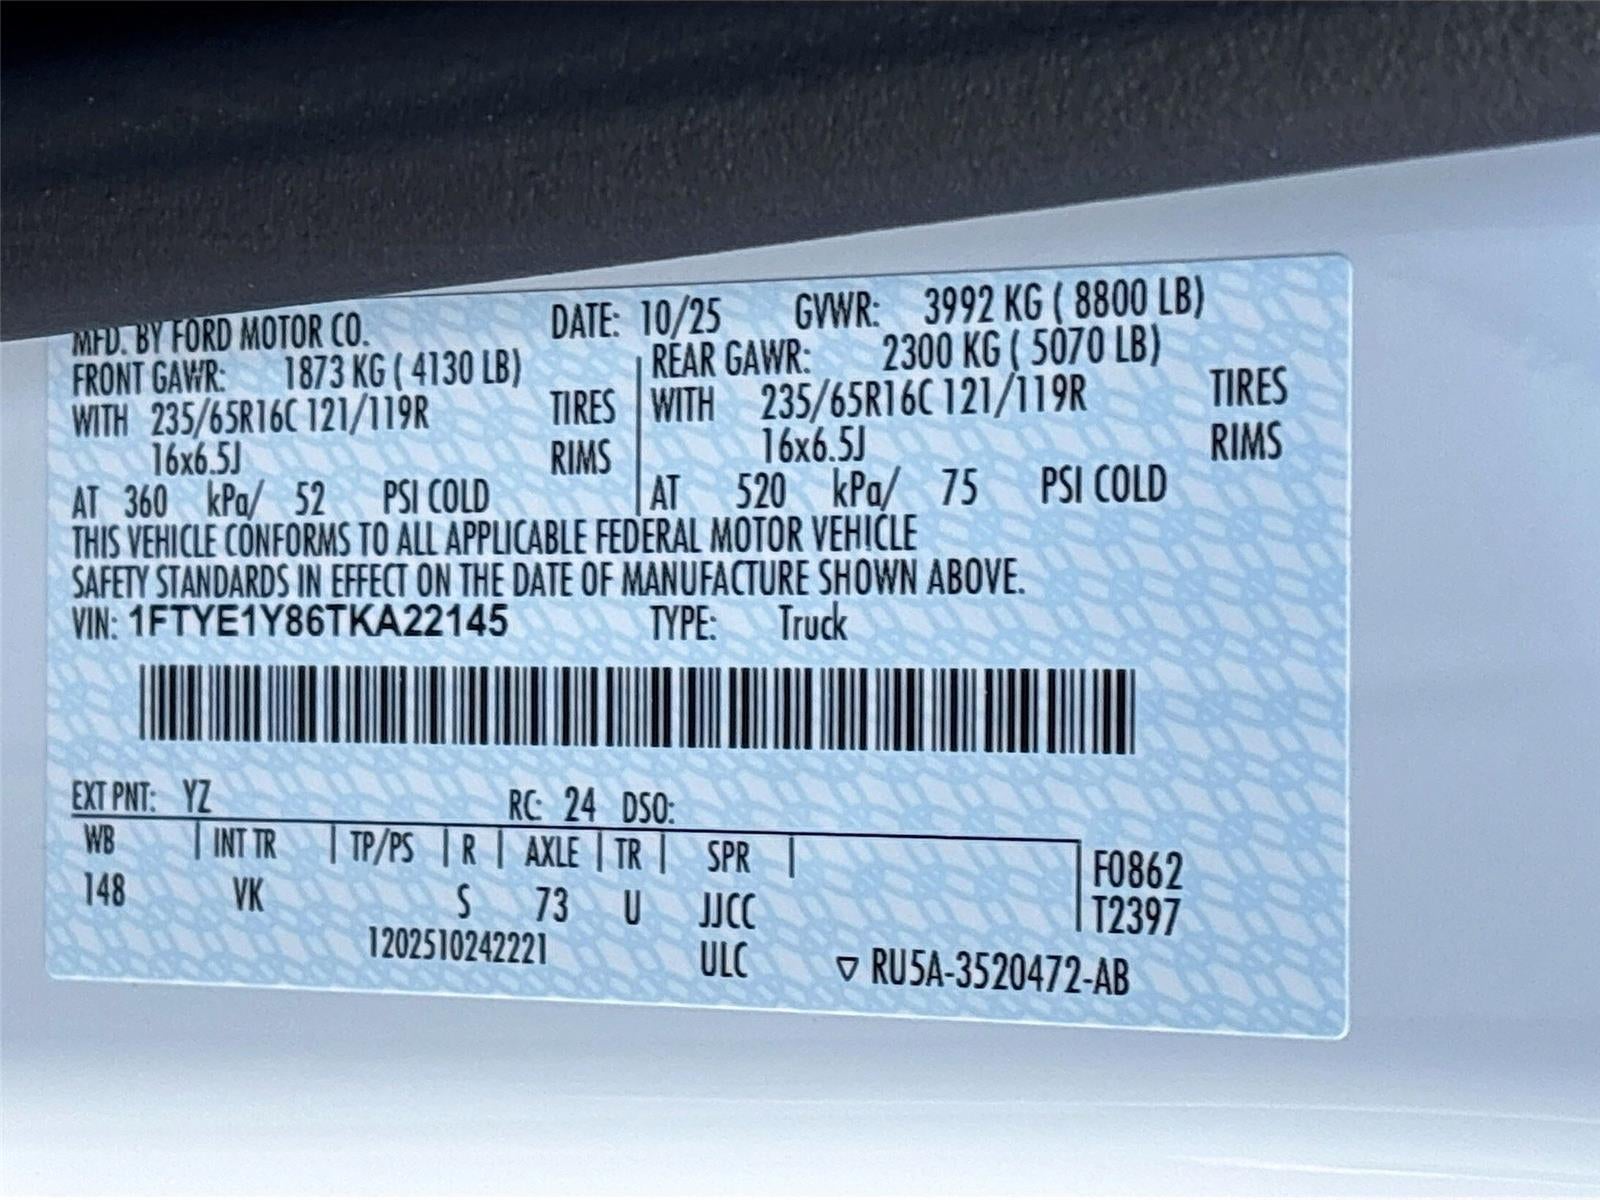 MFD. BY FORD MOTOR CO. DATE: 10/25 GVWR: 3992 KG ( 8800 LB)
FRONT GAWR: 1873 KG ( 4130 LB) REAR GAWR: 2300 KG ( 5070 LB)
WITH 235/65R16C 121/119R TIRES WITH 235/65R16C 121/119R TIRES
16x6.5J RIMS 16x6.5J RIMS
AT 360 kPa/ 52 PSI COLD AT 520 kPa/ 75 PSI COLD
THIS VEHICLE CONFORMS TO ALL APPLICABLE FEDERAL MOTOR VEHICLE
SAFETY STANDARDS IN EFFECT ON THE DATE OF MANUFACTURE SHOWN ABOVE.
VIN: 1FTYE1Y86TKA22145 TYPE: Truck
EXT PNT: YZ RC: 24 DSO:
WB | INT TR | TP/PS | R | AXLE | TR | SPR | F0862
148 VK S 73 U JJCC T2397
1202510242221 ULC ▽ RU5A-3520472-AB